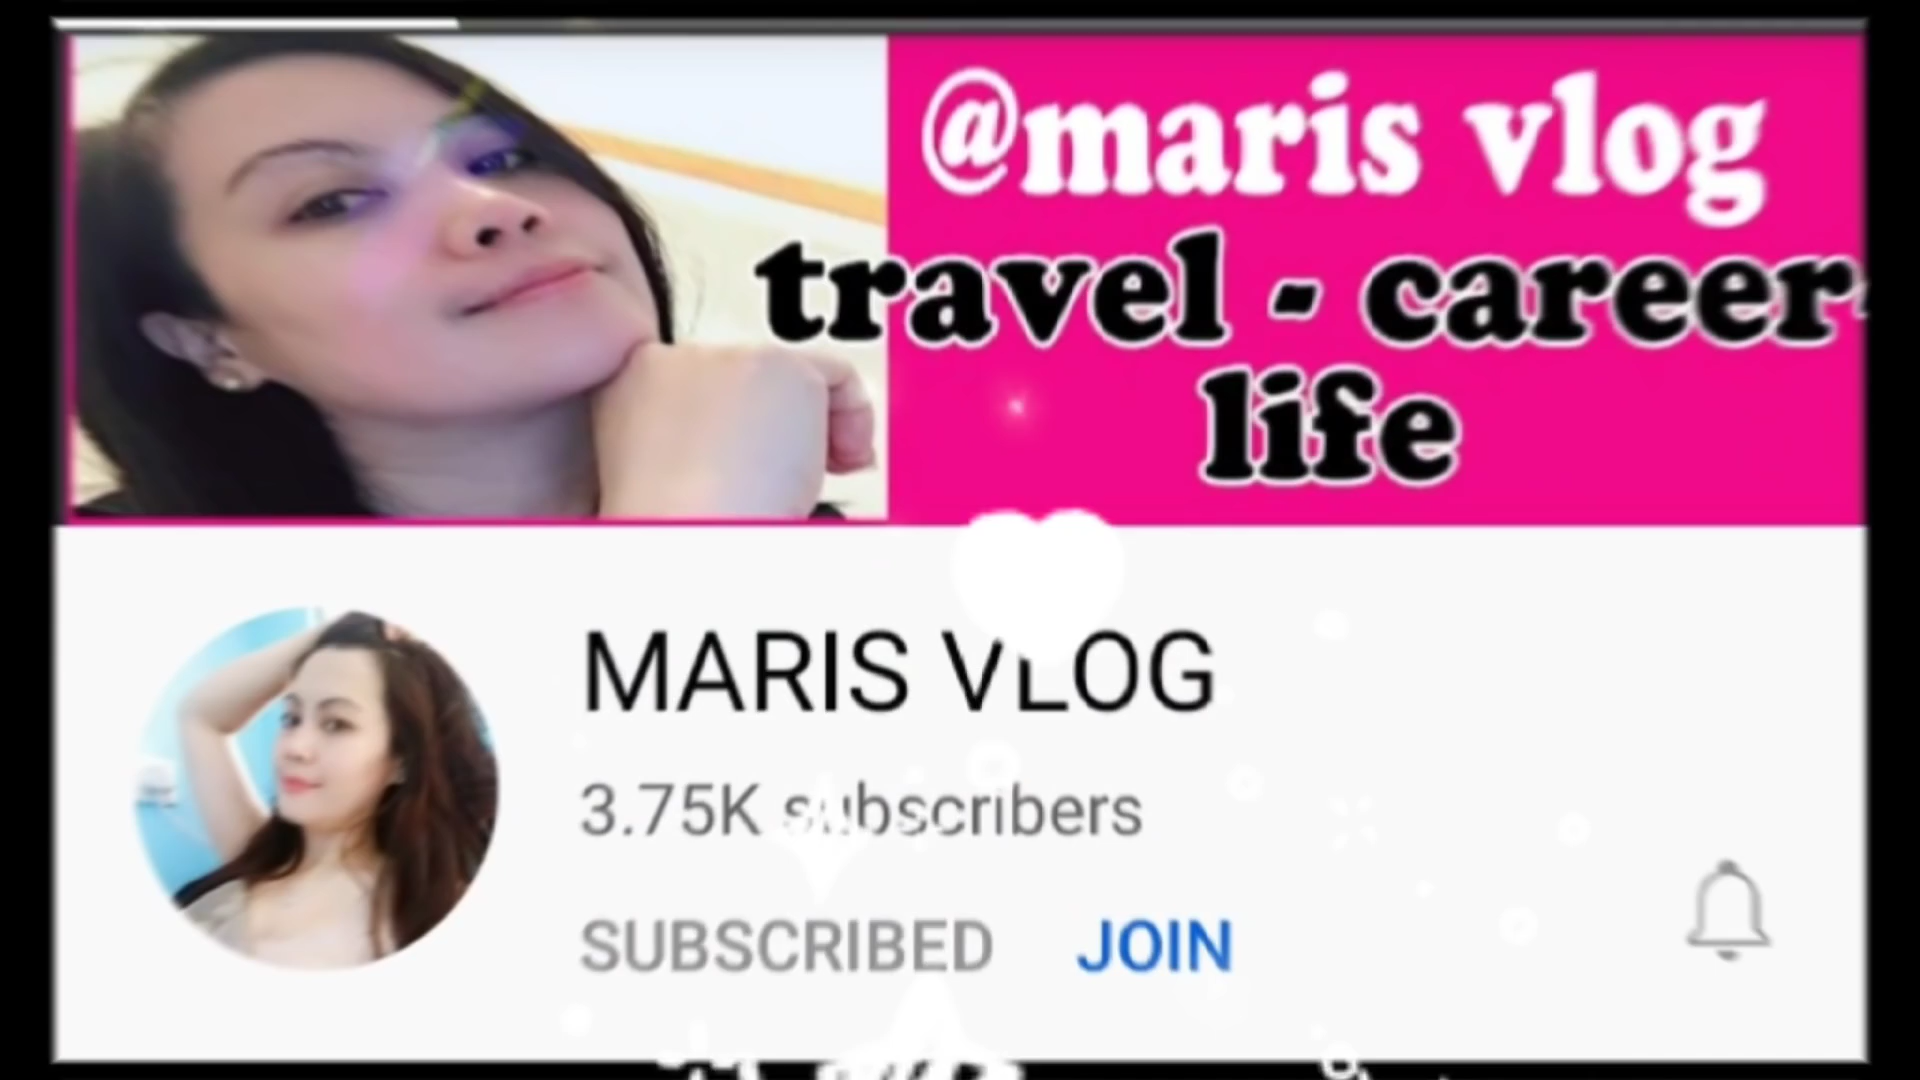 @maris vlog
travel - career-
life
MARIS VLOG
3.75K subscribers
SUBSCRIBED JOIN